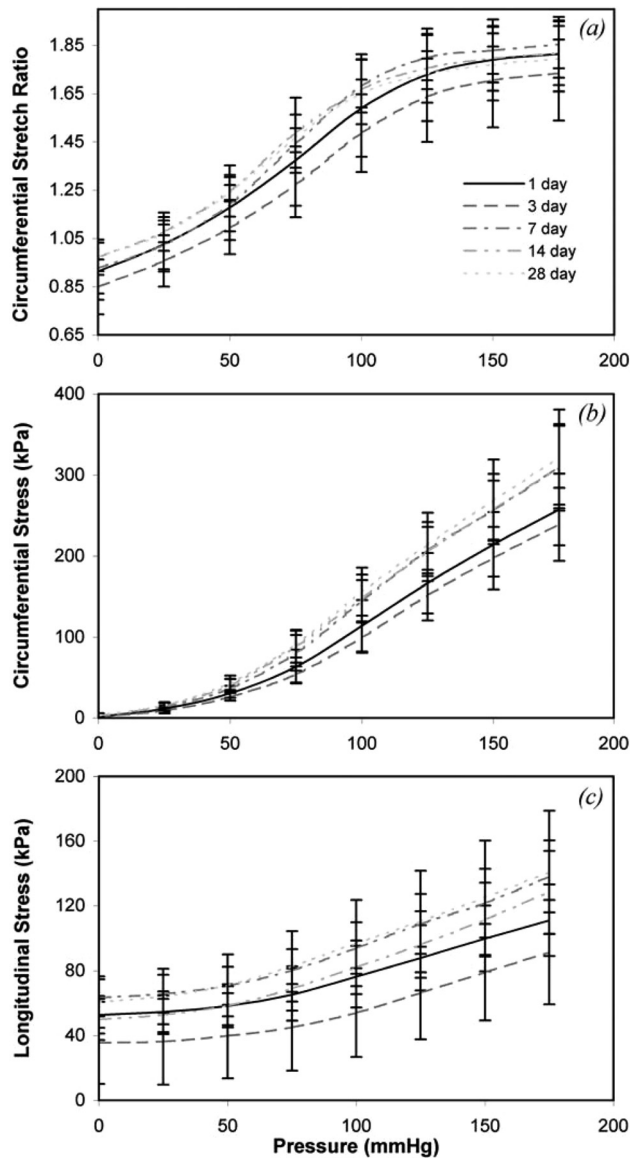 (a)
Circumferential Stretch Ratio
1.85
1.65
1.45
1.25
1.05
0.85
0.65
1 day
3 day
7 day
14 day
28 day
0 50 100 150 200
(b)
Circumferential Stress (kPa)
400
300
200
100
0
0 50 100 150 200
(c)
Longitudinal Stress (kPa)
200
160
120
80
40
0
0 50 100 150 200
Pressure (mmHg)